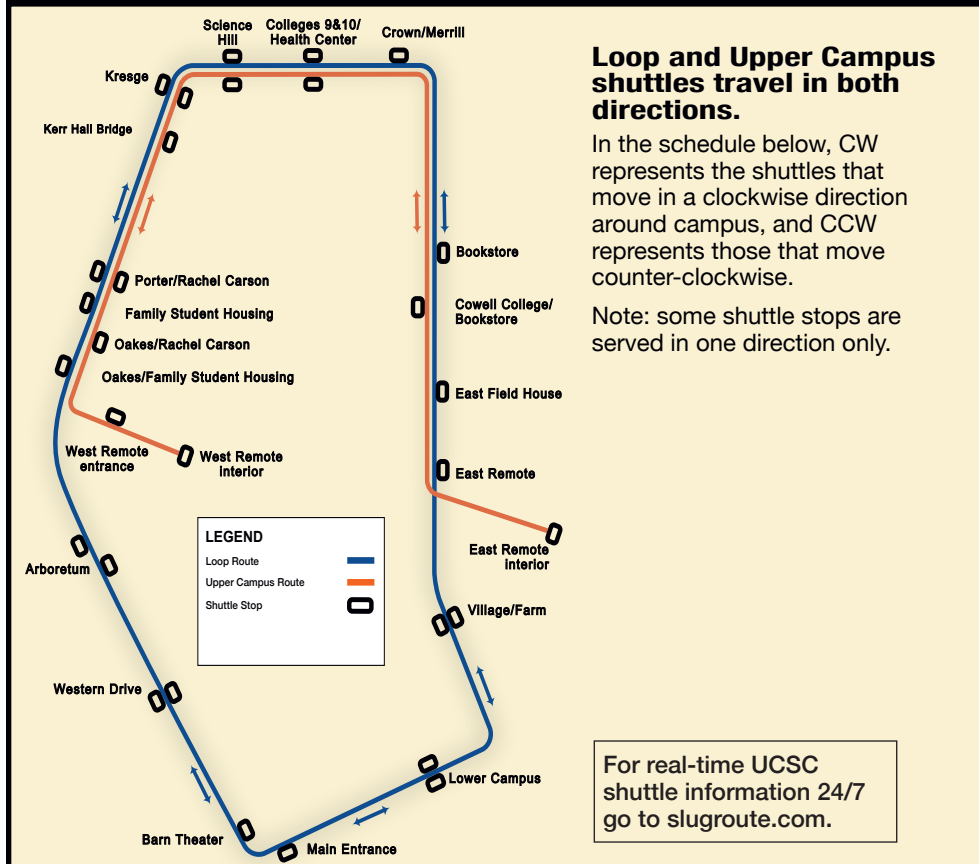 Science
Hill
Colleges 9&10/
Health Center
Crown/Merrill
Kresge
Kerr Hall Bridge
Bookstore
Porter/Rachel Carson
Family Student Housing
Cowell College/
Bookstore
Oakes/Rachel Carson
Oakes/Family Student Housing
East Field House
West Remote
entrance
West Remote
interior
East Remote
East Remote
interior
LEGEND
Loop Route
Upper Campus Route
Shuttle Stop
Arboretum
Village/Farm
Western Drive
Lower Campus
Barn Theater
Main Entrance
Loop and Upper Campus
shuttles travel in both
directions.
In the schedule below, CW
represents the shuttles that
move in a clockwise direction
around campus, and CCW
represents those that move
counter-clockwise.
Note: some shuttle stops are
served in one direction only.
For real-time UCSC
shuttle information 24/7
go to slugroute.com.